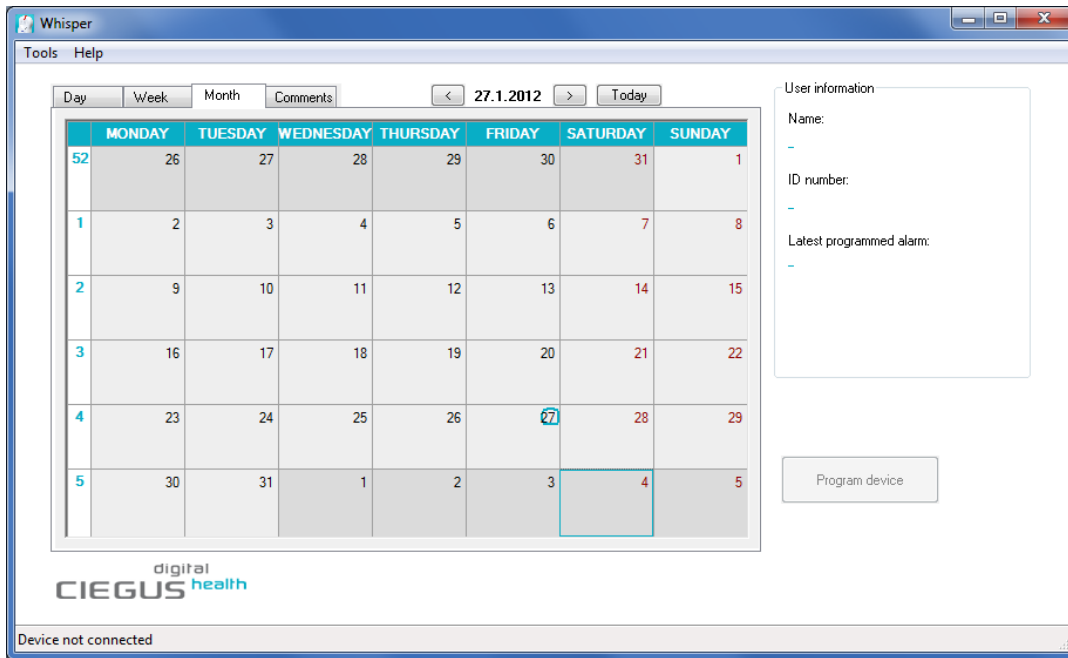 Whisper
Tools Help
Day Week Month Comments < 27.1.2012 > Today
MONDAY TUESDAY WEDNESDAY THURSDAY FRIDAY SATURDAY SUNDAY
52 26 27 28 29 30 31 1
1 2 3 4 5 6 7 8
2 9 10 11 12 13 14 15
3 16 17 18 19 20 21 22
4 23 24 25 26 27 28 29
5 30 31 1 2 3 4 5
User information
Name:
-
ID number:
-
Latest programmed alarm:
-
Program device
digital
CIEGUS health
Device not connected